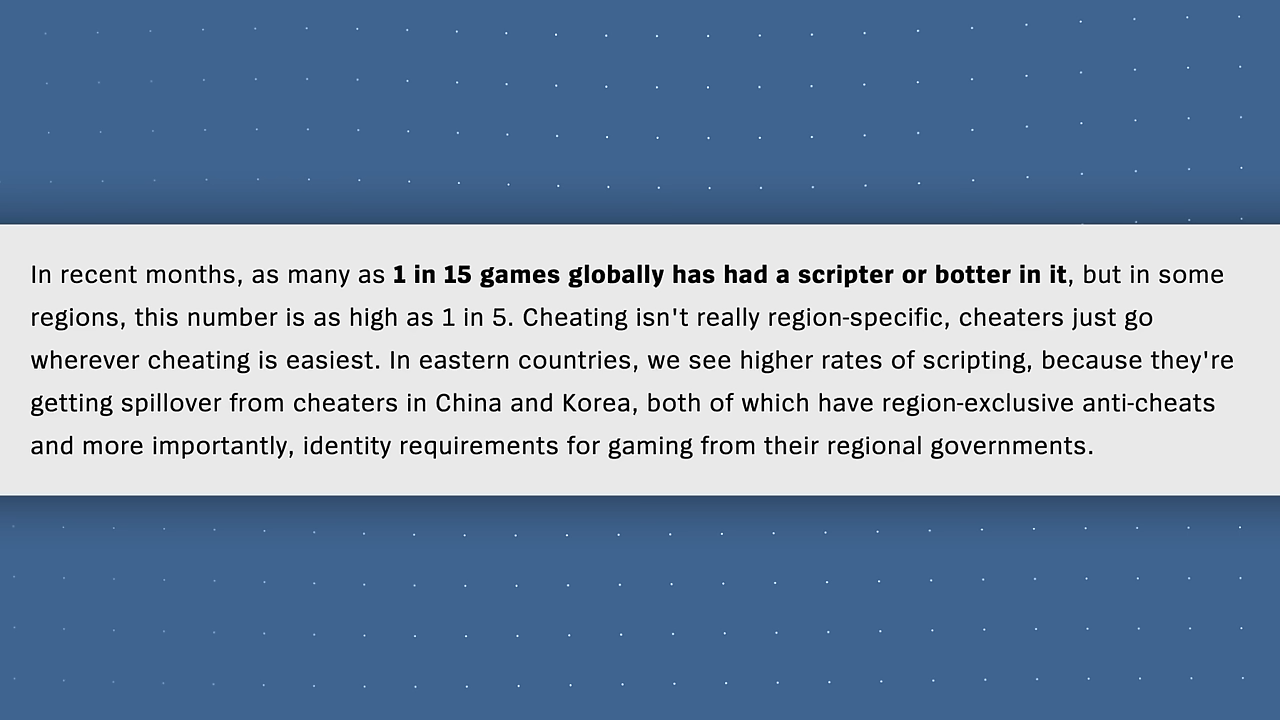 In recent months, as many as 1 in 15 games globally has had a scripter or botter in it, but in some
regions, this number is as high as 1 in 5. Cheating isn't really region-specific, cheaters just go
wherever cheating is easiest. In eastern countries, we see higher rates of scripting, because they're
getting spillover from cheaters in China and Korea, both of which have region-exclusive anti-cheats
and more importantly, identity requirements for gaming from their regional governments.